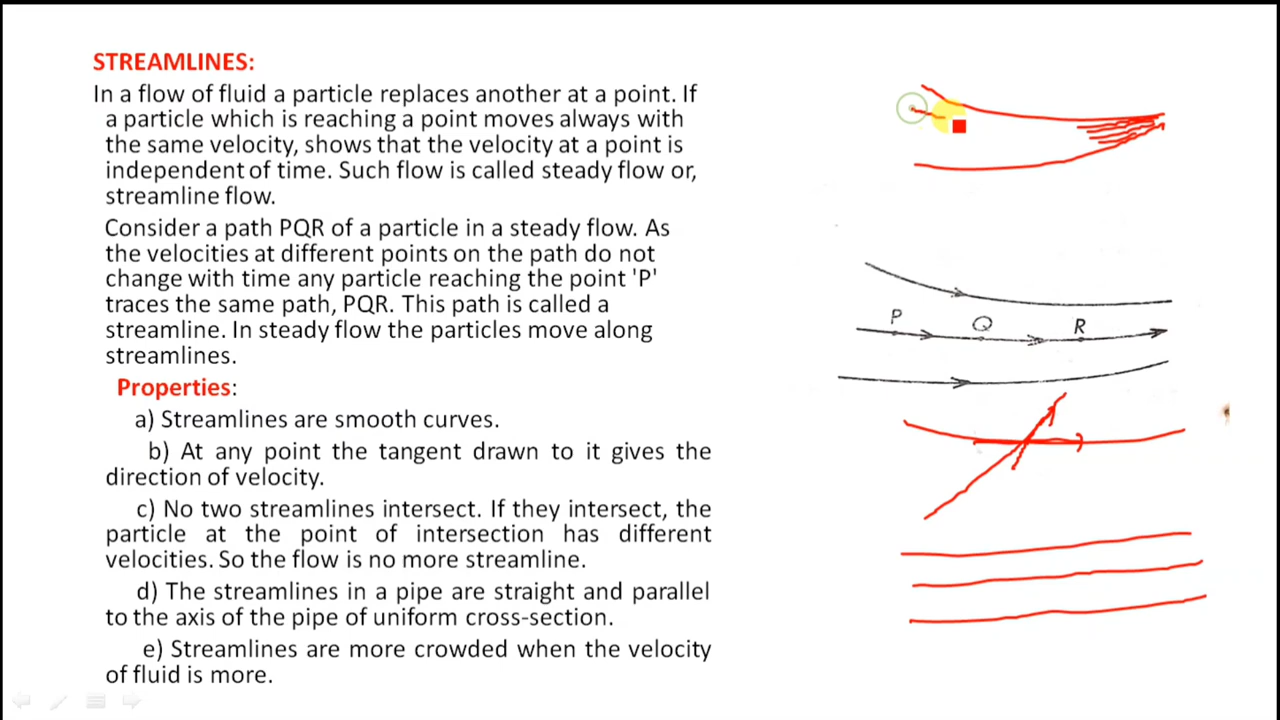 STREAMLINES:
In a flow of fluid a particle replaces another at a point. If
a particle which is reaching a point moves always with
the same velocity, shows that the velocity at a point is
independent of time. Such flow is called steady flow or,
streamline flow.
Consider a path PQR of a particle in a steady flow. As
the velocities at different points on the path do not
change with time any particle reaching the point 'P'
traces the same path, PQR. This path is called a
streamline. In steady flow the particles move along
streamlines.
Properties:
a) Streamlines are smooth curves.
b) At any point the tangent drawn to it gives the
direction of velocity.
c) No two streamlines intersect. If they intersect, the
particle at the point of intersection has different
velocities. So the flow is no more streamline.
d) The streamlines in a pipe are straight and parallel
to the axis of the pipe of uniform cross-section.
e) Streamlines are more crowded when the velocity
of fluid is more.
P Q R